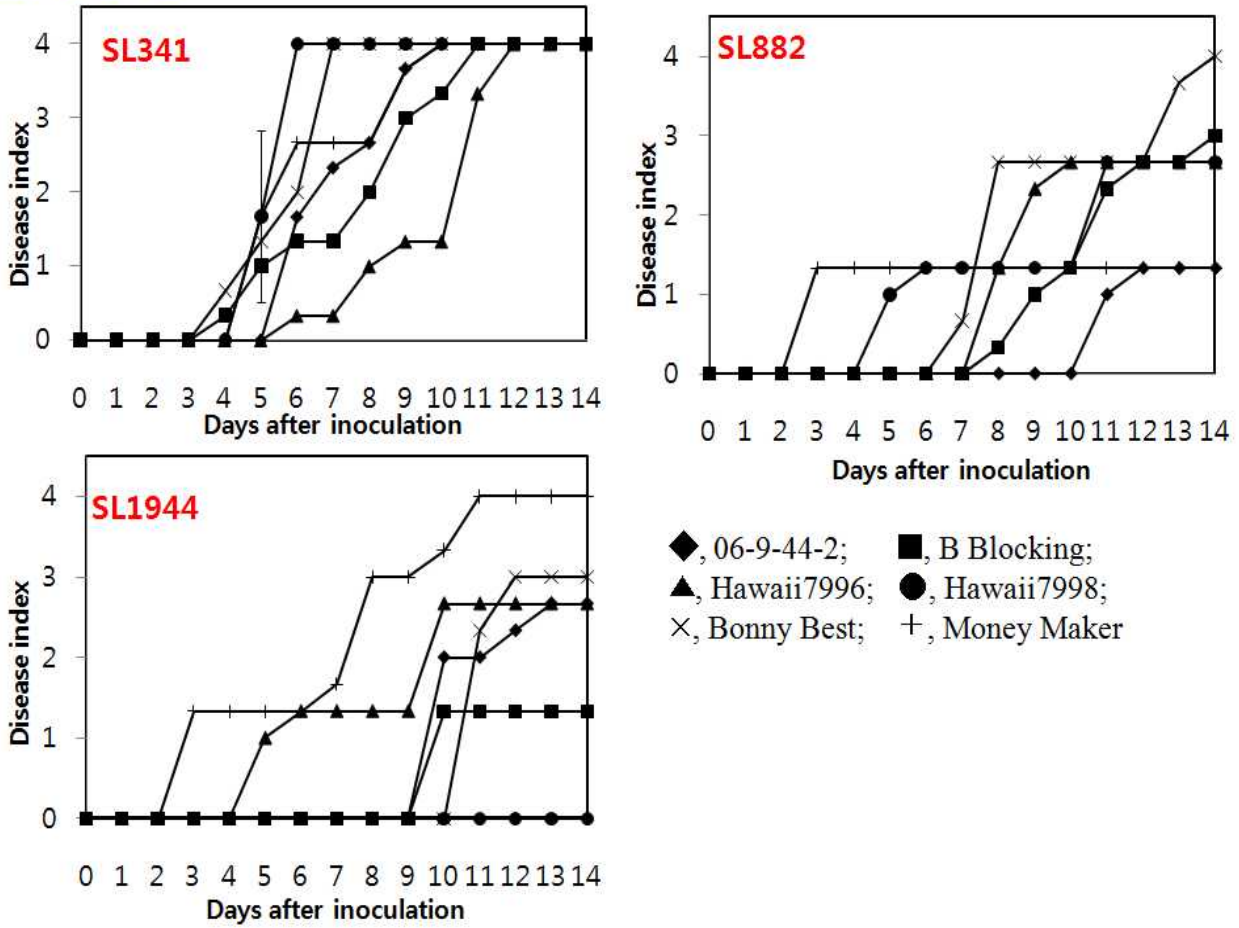 SL341
Disease index
4
3
2
1
0
0 1 2 3 4 5 6 7 8 9 10 11 12 13 14
Days after inoculation
SL882
Disease index
4
3
2
1
0
0 1 2 3 4 5 6 7 8 9 10 11 12 13 14
Days after inoculation
SL1944
Disease index
4
3
2
1
0
0 1 2 3 4 5 6 7 8 9 10 11 12 13 14
Days after inoculation
◆, 06-9-44-2; ■, B Blocking;
▲, Hawaii7996; ●, Hawaii7998;
×, Bonny Best; +, Money Maker